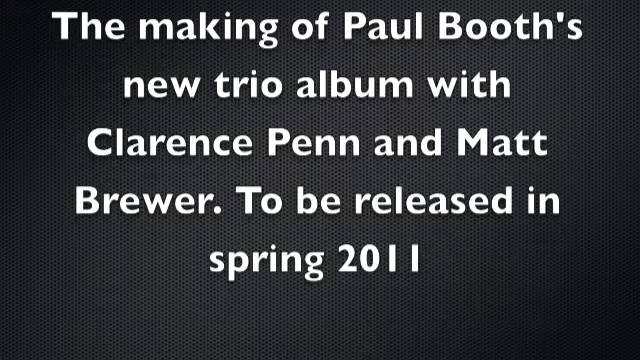 The making of Paul Booth's
new trio album with
Clarence Penn and Matt
Brewer. To be released in
spring 2011